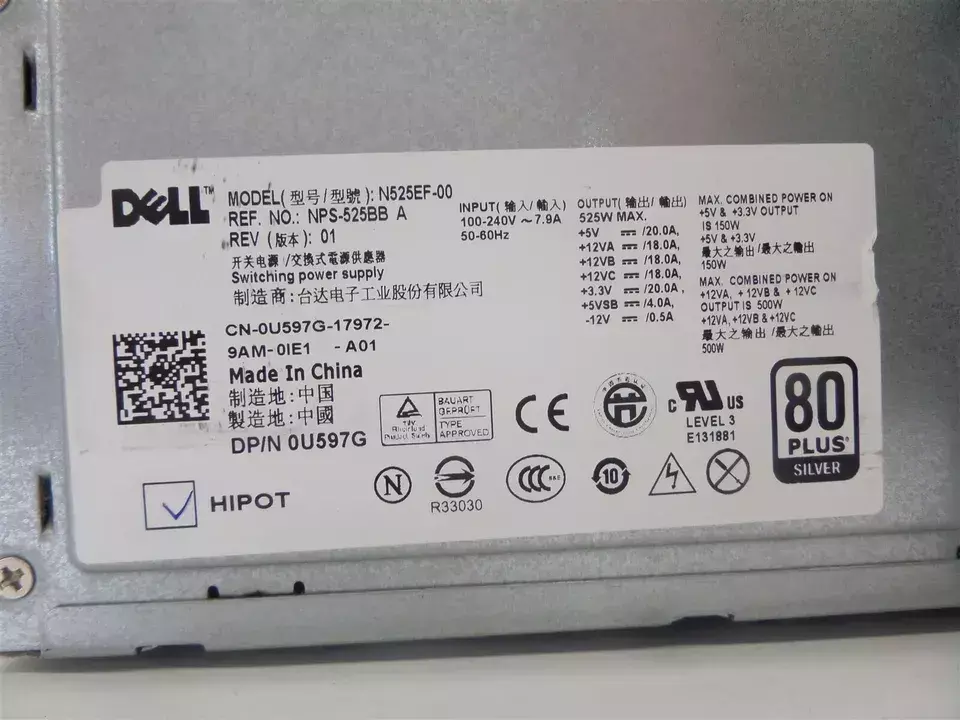 DELL™
MODEL(型号/型號): N525EF-00
REF. NO.: NPS-525BB A
REV (版本): 01
开关电源/交換式電源供應器
Switching power supply
制造商:台达电子工业股份有限公司
CN-0U597G-17972-
9AM-0IE1 -A01
Made In China
制造地:中国
製造地:中國
DP/N 0U597G
HIPOT
INPUT(输入/輸入)
100-240V ~ 7.9A
50-60Hz
OUTPUT(输出/輸出)
525W MAX.
+5V ⎓/20.0A,
+12VA ⎓/18.0A,
+12VB ⎓/18.0A,
+12VC ⎓/18.0A,
+3.3V ⎓/20.0A,
+5VSB ⎓/4.0A,
-12V ⎓/0.5A
MAX. COMBINED POWER ON
+5V & +3.3V OUTPUT
IS 150W
+5V & +3.3V
最大之输出/最大之輸出
150W
MAX. COMBINED POWER ON
+12VA, +12VB & +12VC
OUTPUT IS 500W
+12VA, +12VB & +12VC
最大之输出/最大之輸出
500W
TÜV
Rheinland
Product Safety
BAUART
GEPRÜFT
TYPE
APPROVED
CE
c RU US
LEVEL 3
E131881
80
PLUS®
SILVER
N
R33030
CCC
10